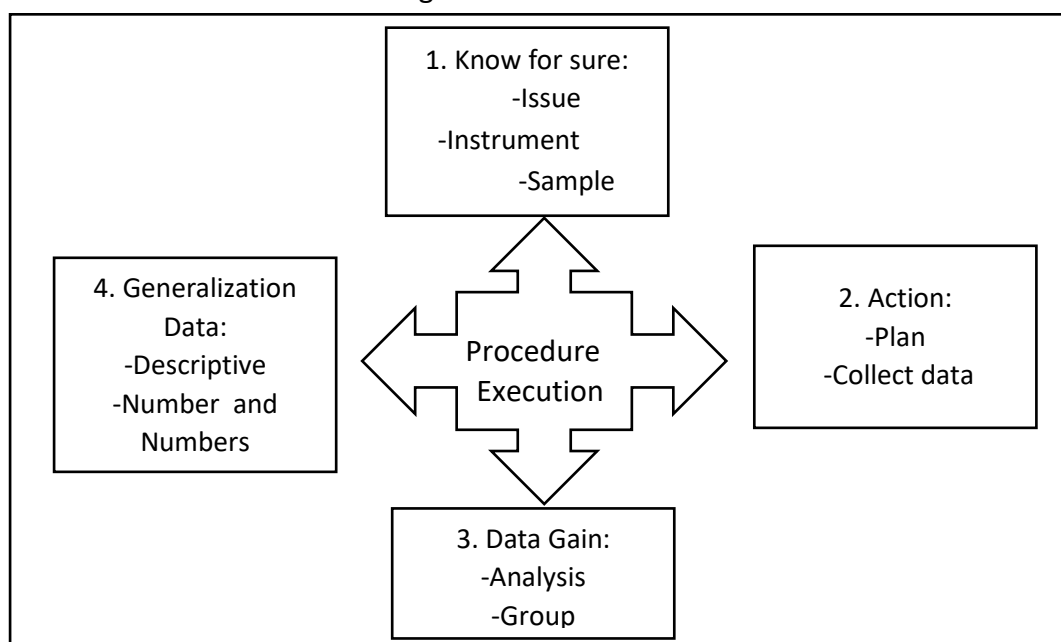 1. Know for sure:
-Issue
-Instrument
-Sample
4. Generalization
Data:
-Descriptive
-Number and
Numbers
Procedure
Execution
2. Action:
-Plan
-Collect data
3. Data Gain:
-Analysis
-Group